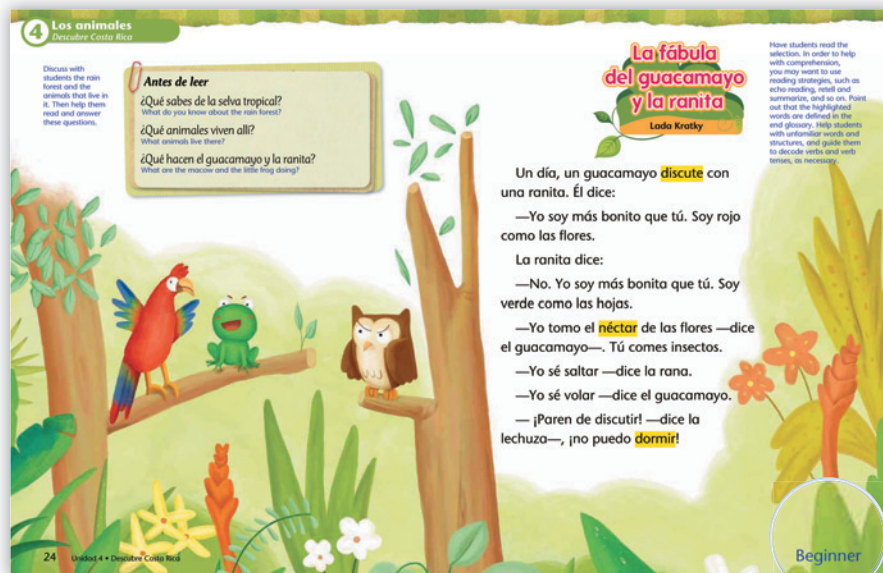 4
Los animales
Descubre Costa Rica
Discuss with
students the rain
forest and the
animals that live in
it. Then help them
read and answer
these questions.
Antes de leer
¿Qué sabes de la selva tropical?
What do you know about the rain forest?
¿Qué animales viven allí?
What animals live there?
¿Qué hacen el guacamayo y la ranita?
What are the macow and the little frog doing?
La fábula
del guacamayo
y la ranita
Lada Kratky
Have students read the
selection. In order to help
with comprehension,
you may want to use
reading strategies, such as
echo reading, retell and
summarize, and so on. Point
out that the highlighted
words are defined in the
end glossary. Help students
with unfamiliar words and
structures, and guide them
to decode verbs and verb
tenses, as necessary.
Un día, un guacamayo discute con
una ranita. Él dice:
—Yo soy más bonito que tú. Soy rojo
como las flores.
La ranita dice:
—No. Yo soy más bonita que tú. Soy
verde como las hojas.
—Yo tomo el néctar de las flores —dice
el guacamayo—. Tú comes insectos.
—Yo sé saltar —dice la rana.
—Yo sé volar —dice el guacamayo.
— ¡Paren de discutir! —dice la
lechuza—, ¡no puedo dormir!
24 Unidad 4 • Descubre Costa Rica
Beginner